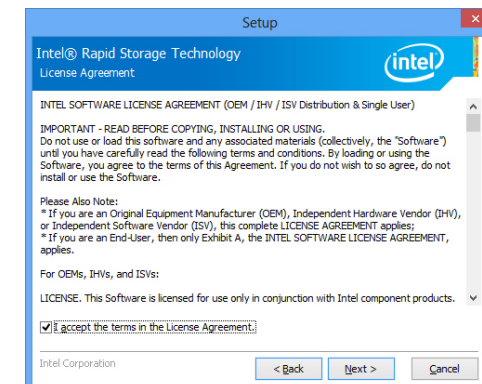 Setup
Intel® Rapid Storage Technology
License Agreement
intel
INTEL SOFTWARE LICENSE AGREEMENT (OEM / IHV / ISV Distribution & Single User)
IMPORTANT - READ BEFORE COPYING, INSTALLING OR USING.
Do not use or load this software and any associated materials (collectively, the "Software")
until you have carefully read the following terms and conditions. By loading or using the
Software, you agree to the terms of this Agreement. If you do not wish to so agree, do not
install or use the Software.
Please Also Note:
* If you are an Original Equipment Manufacturer (OEM), Independent Hardware Vendor (IHV),
or Independent Software Vendor (ISV), this complete LICENSE AGREEMENT applies;
* If you are an End-User, then only Exhibit A, the INTEL SOFTWARE LICENSE AGREEMENT,
applies.
For OEMs, IHVs, and ISVs:
LICENSE. This Software is licensed for use only in conjunction with Intel component products.
I accept the terms in the License Agreement.
Intel Corporation
< Back
Next >
Cancel